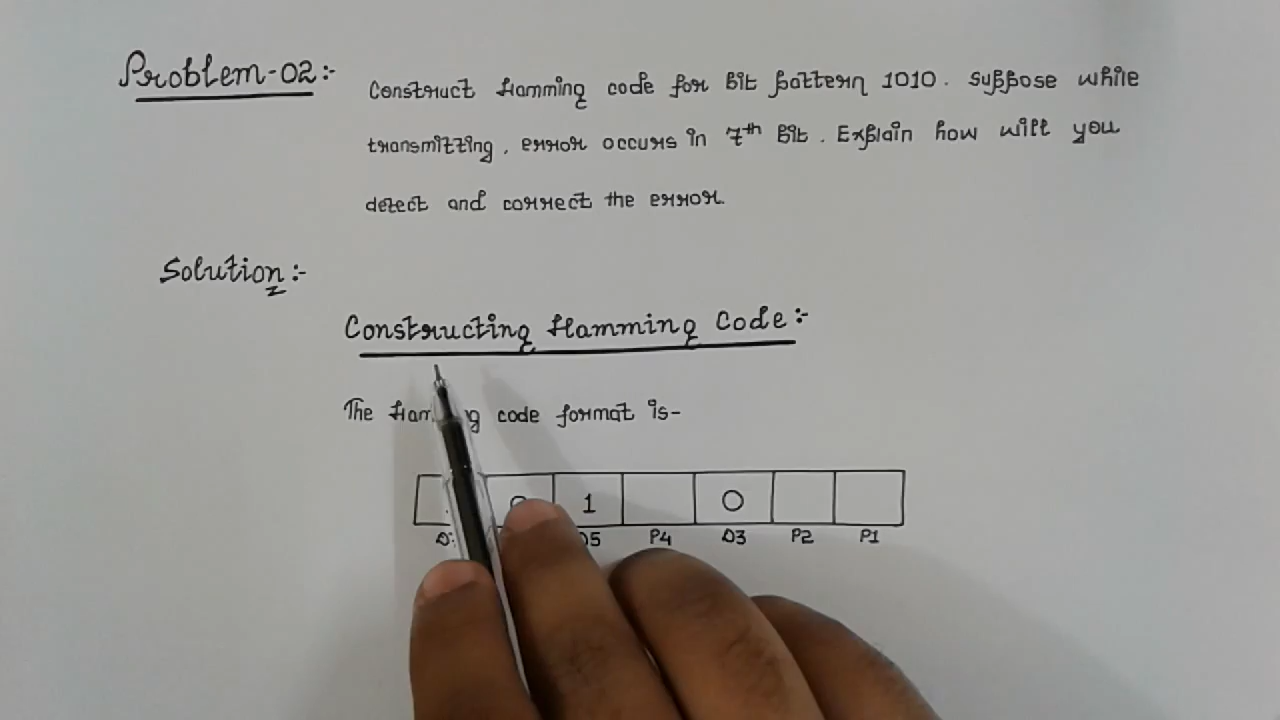 Problem-02:-
Construct Hamming code for Bit pattern 1010. Suppose while
transmitting, error occurs in 7th Bit. Explain how will you
detect and correct the error.
Solution:-
Constructing Hamming Code:-
The code format is-
1 0
P4 D3 P2 P1